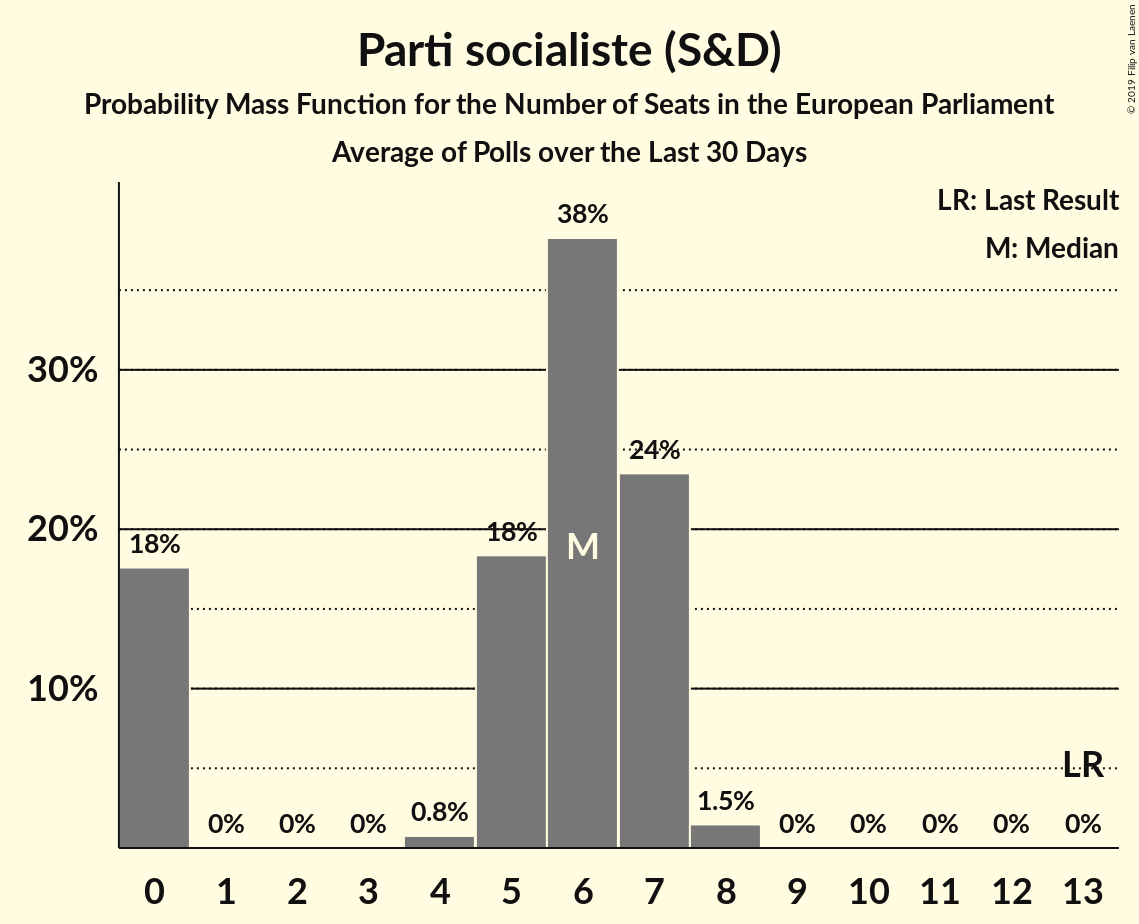 Parti socialiste (S&D)
Probability Mass Function for the Number of Seats in the European Parliament
Average of Polls over the Last 30 Days
© 2019 Filip van Laenen
LR: Last Result
M: Median
38%
30%
24%
20%
18%
18%
M
10%
LR
0.8%
1.5%
0% 0% 0% 0% 0% 0% 0% 0%
0 1 2 3 4 5 6 7 8 9 10 11 12 13